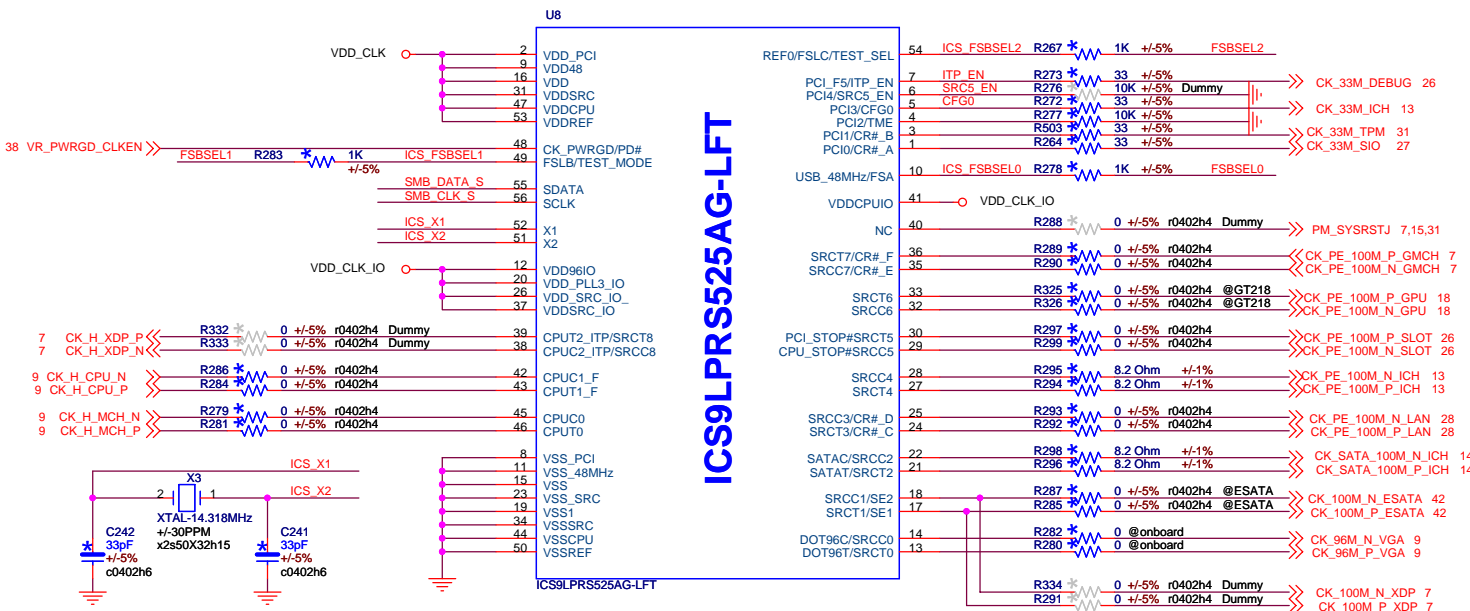 U8
VDD_CLK
2 VDD_PCI
9 VDD48
16 VDD
31 VDDSRC
47 VDDCPU
53 VDDREF
38 VR_PWRGD_CLKEN 48 CK_PWRGD/PD#
FSBSEL1 R283 * 1K +/-5% ICS_FSBSEL1 49 FSLB/TEST_MODE
SMB_DATA_S 55 SDATA
SMB_CLK_S 56 SCLK
ICS_X1 52 X1
ICS_X2 51 X2
VDD_CLK_IO
12 VDD96IO
20 VDD_PLL3_IO
26 VDD_SRC_IO_
37 VDDSRC_IO
7 CK_H_XDP_P R332 * 0 +/-5% r0402h4 Dummy 39 CPUT2_ITP/SRCT8
7 CK_H_XDP_N R333 * 0 +/-5% r0402h4 Dummy 38 CPUC2_ITP/SRCC8
9 CK_H_CPU_N R286 * 0 +/-5% r0402h4 42 CPUC1_F
9 CK_H_CPU_P R284 * 0 +/-5% r0402h4 43 CPUT1_F
9 CK_H_MCH_N R279 * 0 +/-5% r0402h4 45 CPUC0
9 CK_H_MCH_P R281 * 0 +/-5% r0402h4 46 CPUT0
8 VSS_PCI
11 VSS_48MHz
15 VSS
23 VSS_SRC
19 VSS1
34 VSSSRC
44 VSSCPU
50 VSSREF
ICS_X1
ICS_X2
X3
2 1
XTAL-14.318MHz
+/-30PPM
x2s50X32h15
C242
* 33pF
+/-5%
c0402h6
C241
* 33pF
+/-5%
c0402h6
ICS9LPRS525AG-LFT
ICS9LPRS525AG-LFT
REF0/FSLC/TEST_SEL 54 ICS_FSBSEL2 R267 * 1K +/-5% FSBSEL2
PCI_F5/ITP_EN 7 ITP_EN R273 * 33 +/-5% CK_33M_DEBUG 26
PCI4/SRC5_EN 6 SRC5_EN R276 * 10K +/-5% Dummy
PCI3/CFG0 5 CFG0 R272 * 33 +/-5% CK_33M_ICH 13
PCI2/TME 4 R277 * 10K +/-5%
PCI1/CR#_B 3 R503 * 33 +/-5% CK_33M_TPM 31
PCI0/CR#_A 1 R264 * 33 +/-5% CK_33M_SIO 27
USB_48MHz/FSA 10 ICS_FSBSEL0 R278 * 1K +/-5% FSBSEL0
VDDCPUIO 41 VDD_CLK_IO
NC 40 R288 * 0 +/-5% r0402h4 Dummy PM_SYSRSTJ 7,15,31
SRCT7/CR#_F 36 R289 * 0 +/-5% r0402h4 CK_PE_100M_P_GMCH 7
SRCC7/CR#_E 35 R290 * 0 +/-5% r0402h4 CK_PE_100M_N_GMCH 7
SRCT6 33 R325 * 0 +/-5% r0402h4 @GT218 CK_PE_100M_P_GPU 18
SRCC6 32 R326 * 0 +/-5% r0402h4 @GT218 CK_PE_100M_N_GPU 18
PCI_STOP#SRCT5 30 R297 * 0 +/-5% r0402h4 CK_PE_100M_P_SLOT 26
CPU_STOP#SRCC5 29 R299 * 0 +/-5% r0402h4 CK_PE_100M_N_SLOT 26
SRCC4 28 R295 * 8.2 Ohm +/-1% CK_PE_100M_N_ICH 13
SRCT4 27 R294 * 8.2 Ohm +/-1% CK_PE_100M_P_ICH 13
SRCC3/CR#_D 25 R293 * 0 +/-5% r0402h4 CK_PE_100M_N_LAN 28
SRCT3/CR#_C 24 R292 * 0 +/-5% r0402h4 CK_PE_100M_P_LAN 28
SATAC/SRCC2 22 R298 * 8.2 Ohm +/-1% CK_SATA_100M_N_ICH 14
SATAT/SRCT2 21 R296 * 8.2 Ohm +/-1% CK_SATA_100M_P_ICH 14
SRCC1/SE2 18 R287 * 0 +/-5% r0402h4 @ESATA CK_100M_N_ESATA 42
SRCT1/SE1 17 R285 * 0 +/-5% r0402h4 @ESATA CK_100M_P_ESATA 42
DOT96C/SRCC0 14 R282 * 0 @onboard CK_96M_N_VGA 9
DOT96T/SRCT0 13 R280 * 0 @onboard CK_96M_P_VGA 9
R334 * 0 +/-5% r0402h4 Dummy CK_100M_N_XDP 7
R291 * 0 +/-5% r0402h4 Dummy CK_100M_P_XDP 7